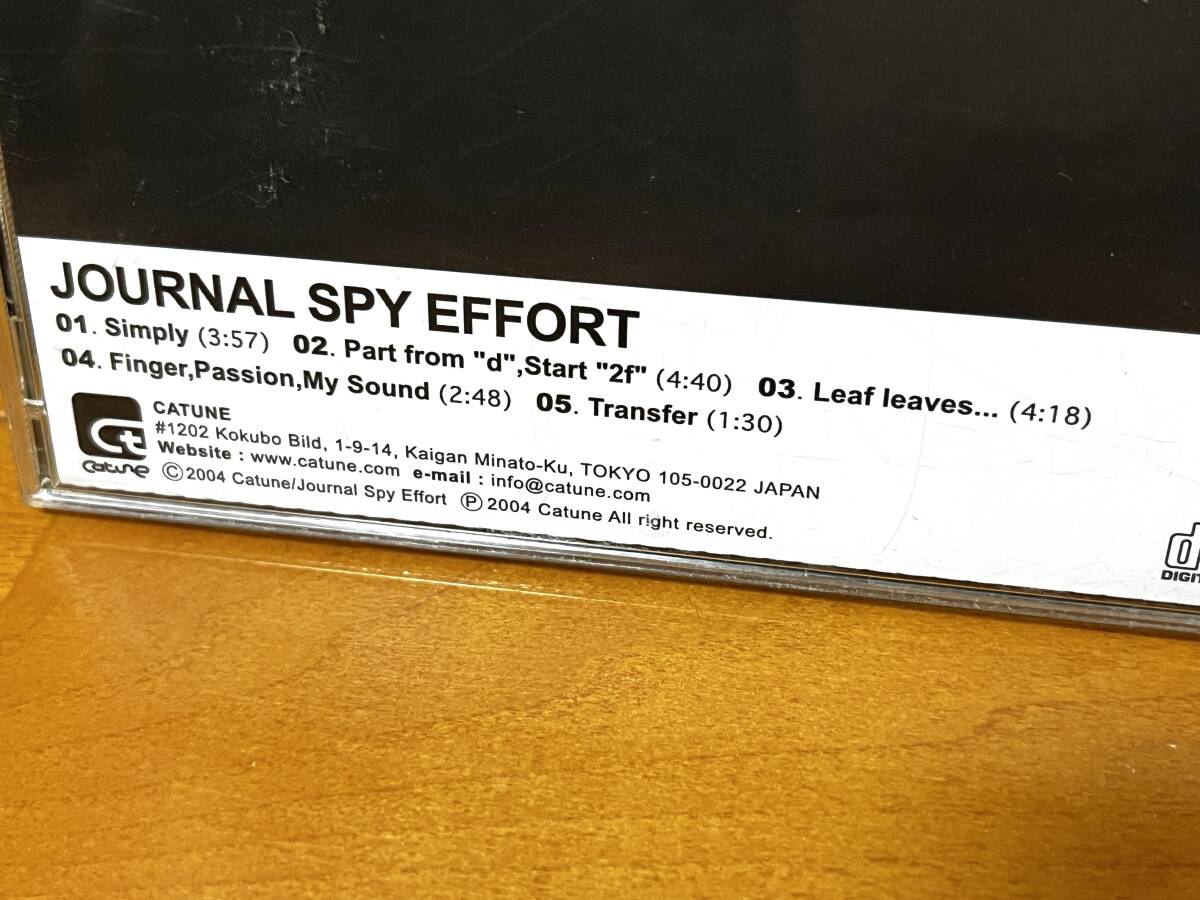 JOURNAL SPY EFFORT
01. Simply (3:57) 02. Part from "d",Start "2f" (4:40) 03. Leaf leaves... (4:18)
04. Finger,Passion,My Sound (2:48) 05. Transfer (1:30)
Ct
catune
CATUNE
#1202 Kokubo Bild, 1-9-14, Kaigan Minato-Ku, TOKYO 105-0022 JAPAN
Website : www.catune.com e-mail : info@catune.com
©2004 Catune/Journal Spy Effort ℗2004 Catune All right reserved.